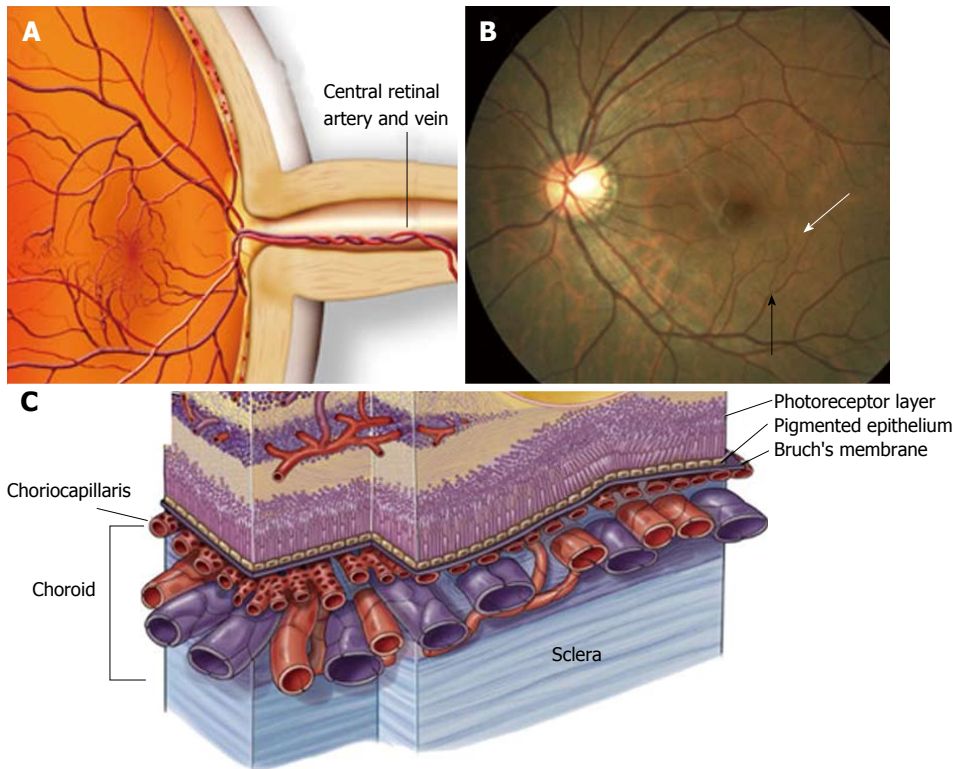 A
Central retinal
artery and vein
B
C
Photoreceptor layer
Pigmented epithelium
Bruch's membrane
Choriocapillaris
Choroid
Sclera